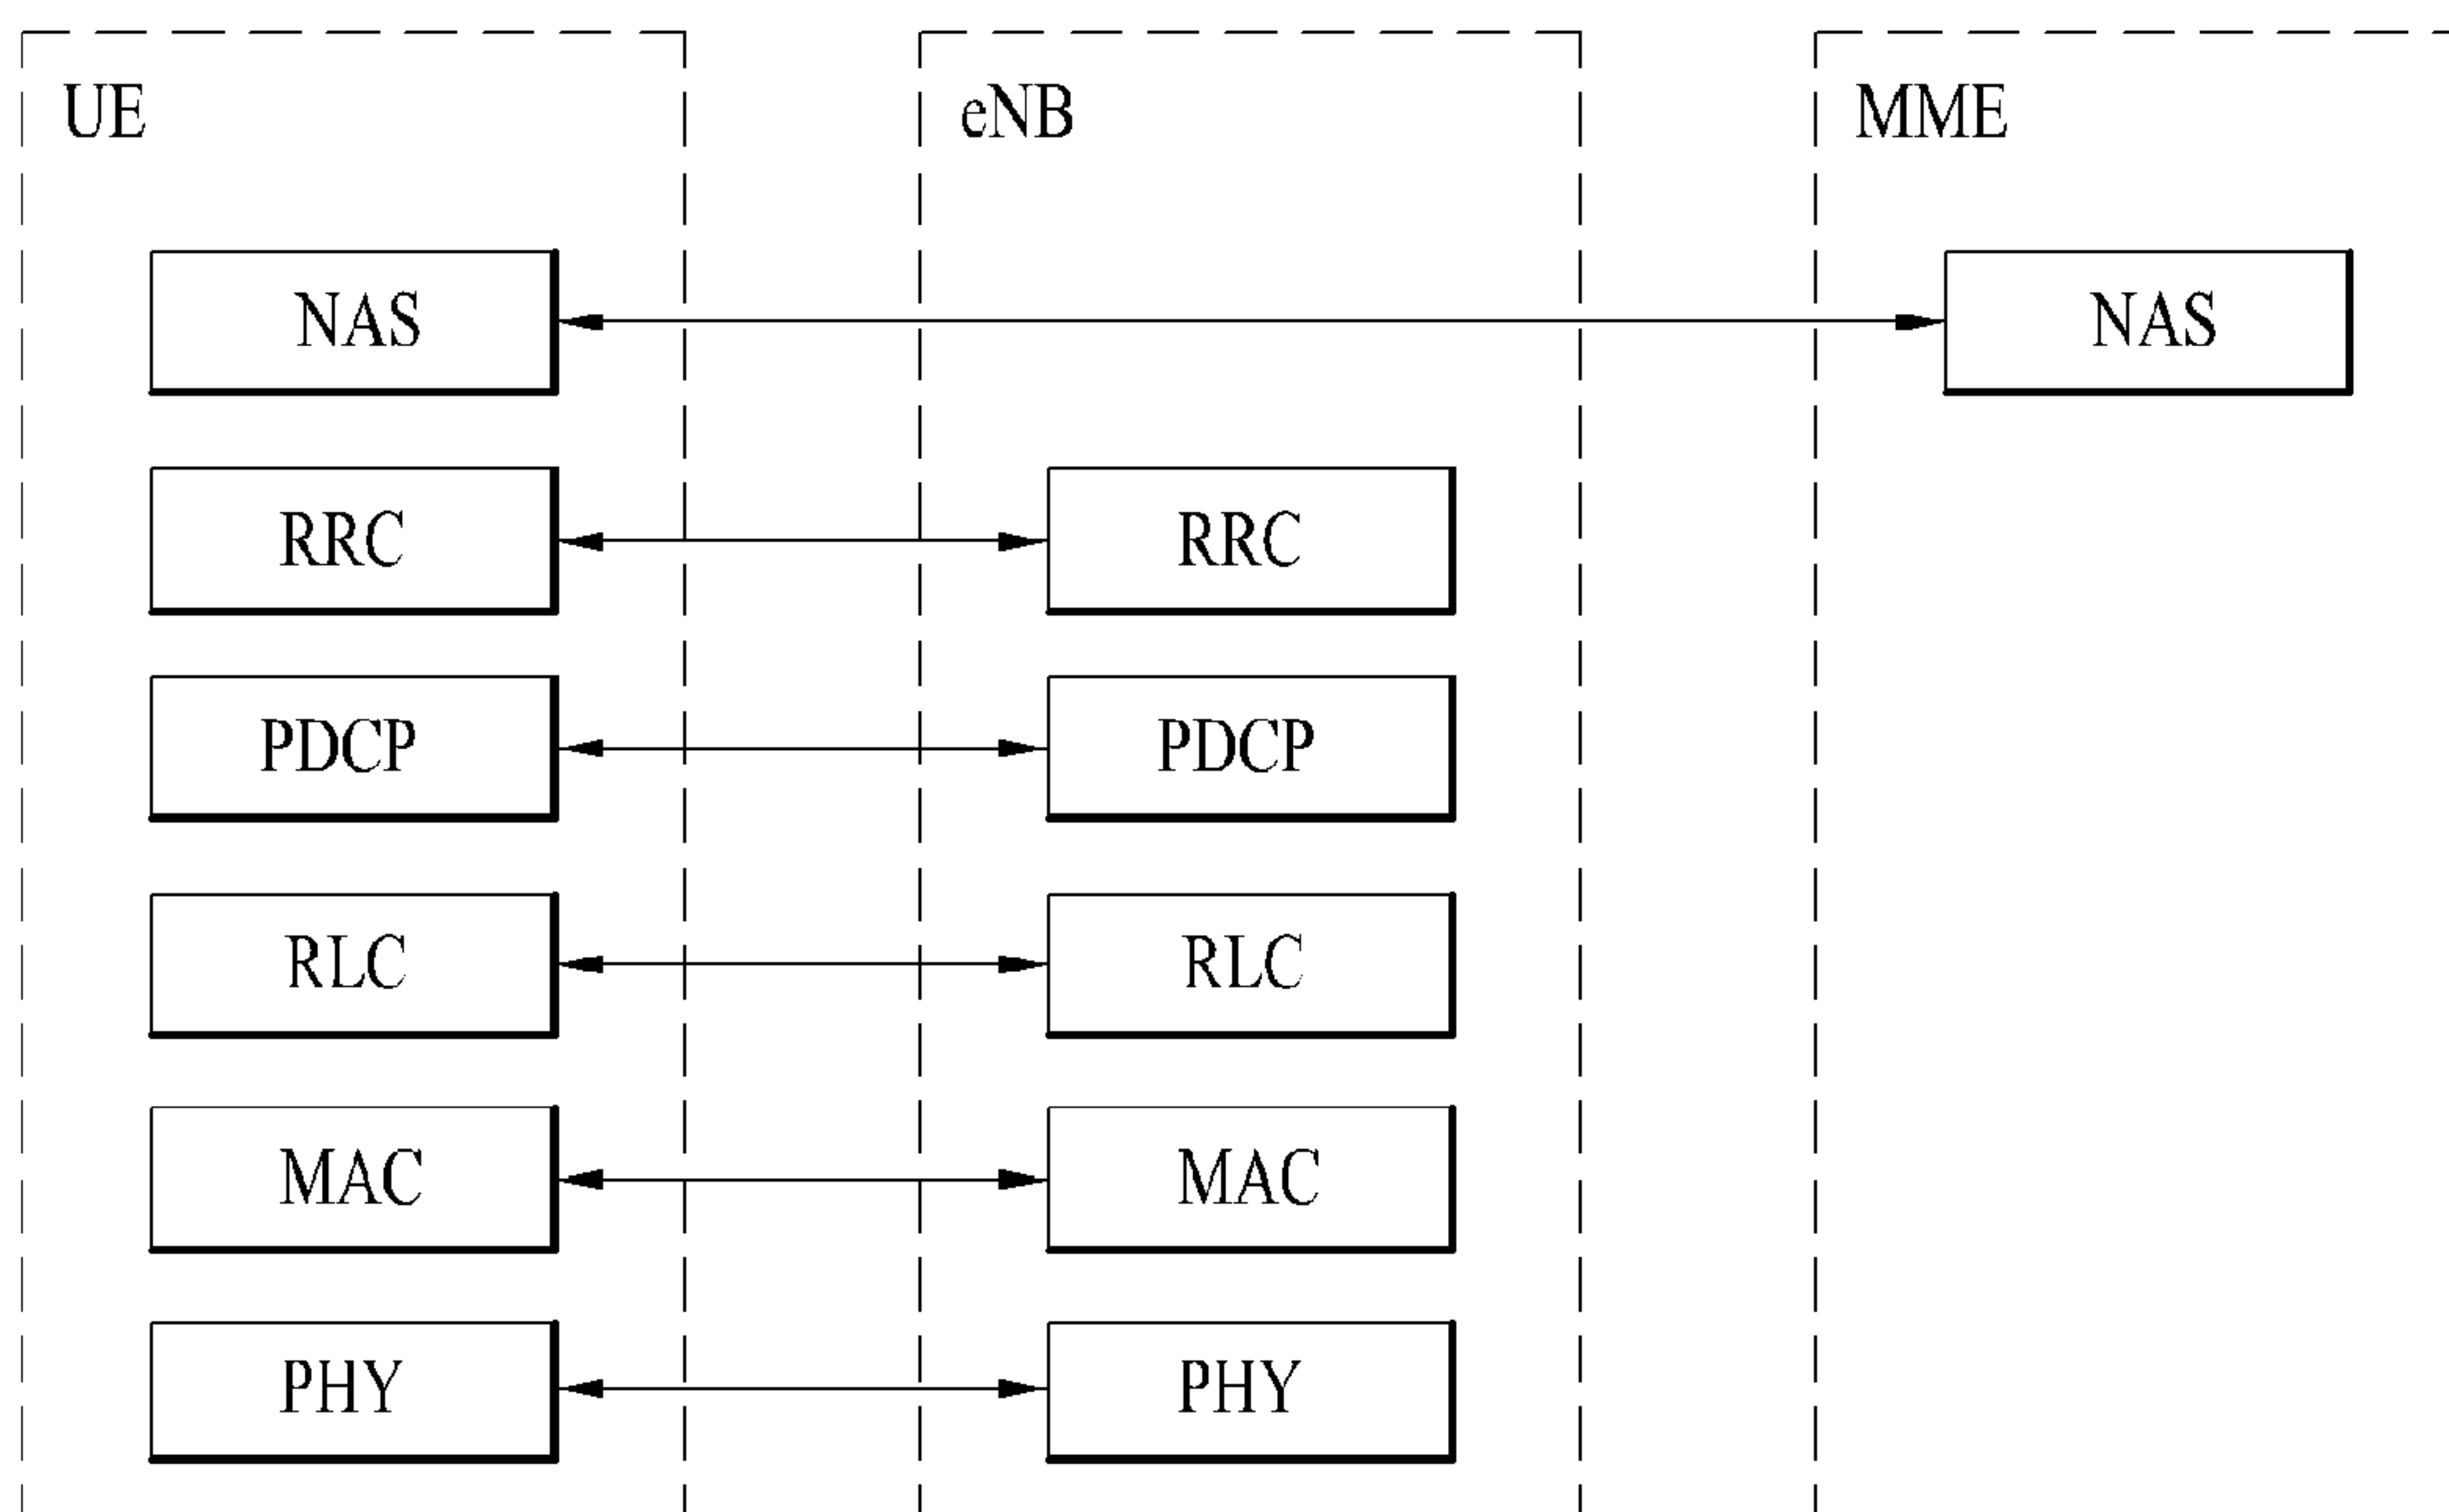 UE eNB MME
NAS NAS
RRC RRC
PDCP PDCP
RLC RLC
MAC MAC
PHY PHY